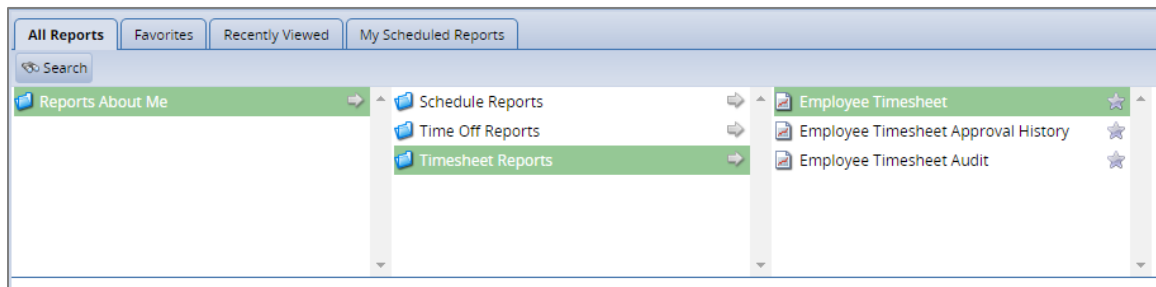 All Reports
Favorites
Recently Viewed
My Scheduled Reports
Search
Reports About Me
Schedule Reports
Time Off Reports
Timesheet Reports
Employee Timesheet
Employee Timesheet Approval History
Employee Timesheet Audit